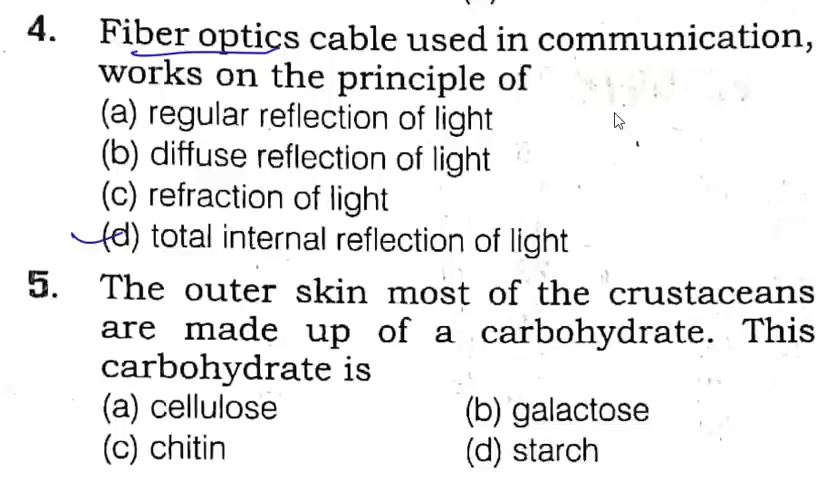 4. Fiber optics cable used in communication,
works on the principle of
(a) regular reflection of light
(b) diffuse reflection of light
(c) refraction of light
(d) total internal reflection of light
5. The outer skin most of the crustaceans
are made up of a carbohydrate. This
carbohydrate is
(a) cellulose (b) galactose
(c) chitin (d) starch